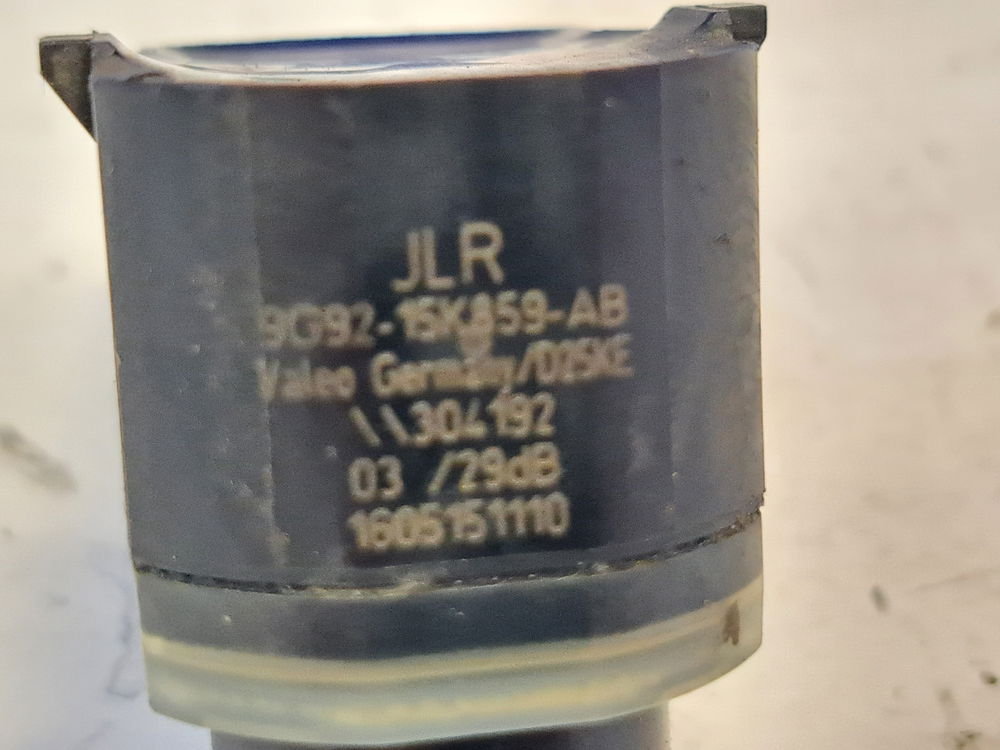 JLR
9G92-15K859-AB
Valeo Germany/D25KE
\\304192
03 /29dB
1605151110